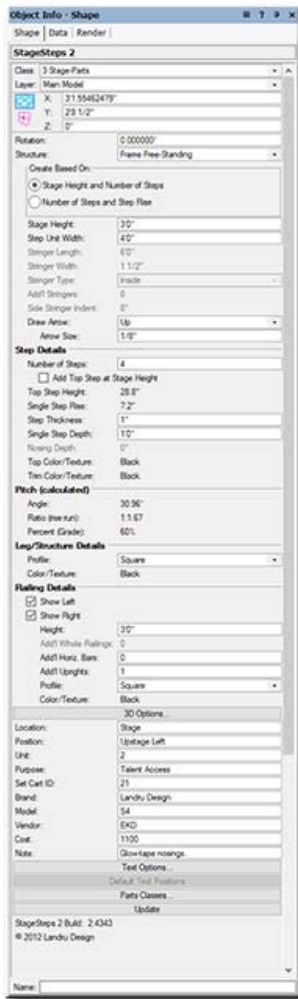 Object Info - Shape
Shape Data Render
StageSteps 2
Class: 3 Stage-Parts
Layer: Main Model
X: 3'1.55462479"
Y: 2'8 1/2"
Z: 0"
Rotation: 0.000000°
Structure: Frame Free-Standing
Create Based On:
Stage Height and Number of Steps
Number of Steps and Step Rise
Stage Height: 3'0"
Step Unit Width: 4'0"
Stringer Length: 6'0"
Stringer Width: 1 1/2"
Stringer Type: Inside
Add'l Stringers: 0
Side Stringer Indent: 0"
Draw Arrow: Up
Arrow Size: 1/8"
Step Details
Number of Steps: 4
Add Top Step at Stage Height
Top Step Height: 28.8"
Single Step Rise: 7.2"
Step Thickness: 1"
Single Step Depth: 1'0"
Nosing Depth: 0"
Top Color/Texture: Black
Trim Color/Texture: Black
Pitch (calculated)
Angle: 30.96°
Ratio (rise:run): 1:1.67
Percent (Grade): 60%
Leg/Structure Details
Profile: Square
Color/Texture: Black
Railing Details
Show Left
Show Right
Height: 3'0"
Add'l Whole Railings: 0
Add'l Horiz. Bars: 0
Add'l Uprights: 1
Profile: Square
Color/Texture: Black
3D Options...
Location: Stage
Position: Upstage Left
Unit: 2
Purpose: Talent Access
Set Cart ID: 21
Brand: Landru Design
Model: S4
Vendor: EKO
Cost: 1100
Note: Glow-tape nosings.
Text Options...
Default Text Positions
Parts Classes...
Update
StageSteps 2 Build: 2.4343
© 2012 Landru Design
Name: